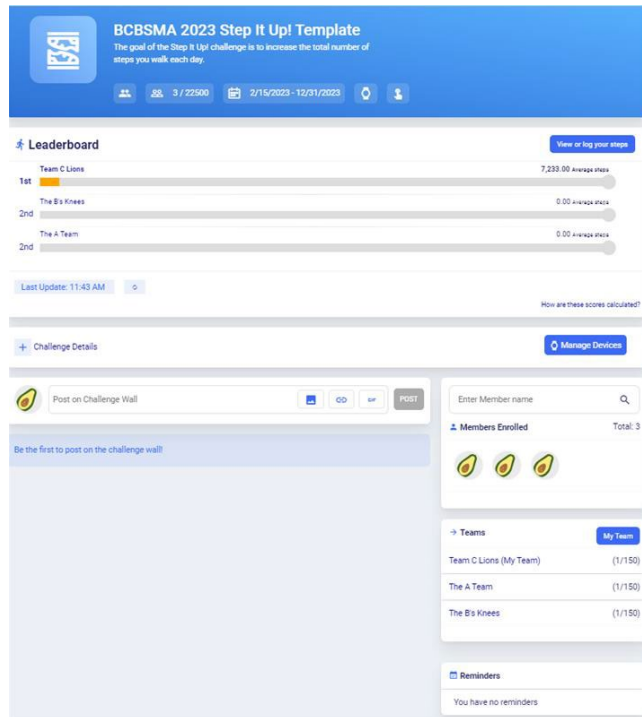 BCBSMA 2023 Step It Up! Template
The goal of the Step It Up! challenge is to increase the total number of
steps you walk each day.
3 / 22500 2/15/2023 - 12/31/2023
Leaderboard
View or log your steps
Team C Lions 7,233.00 Average steps
1st
The B's Knees 0.00 Average steps
2nd
The A Team 0.00 Average steps
2nd
Last Update: 11:43 AM
How are these scores calculated?
+ Challenge Details
Manage Devices
Post on Challenge Wall
GIF
POST
Be the first to post on the challenge wall!
Enter Member name
Members Enrolled Total: 3
Teams
My Team
Team C Lions (My Team) (1/150)
The A Team (1/150)
The B's Knees (1/150)
Reminders
You have no reminders